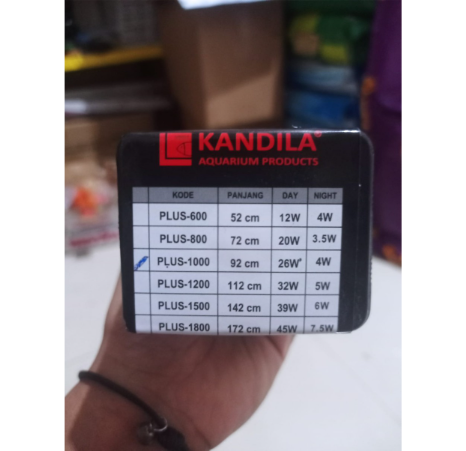 KANDILA®
AQUARIUM PRODUCTS
KODE PANJANG DAY NIGHT
PLUS-600 52 cm 12W 4W
PLUS-800 72 cm 20W 3.5W
PLUS-1000 92 cm 26W 4W
PLUS-1200 112 cm 32W 5W
PLUS-1500 142 cm 39W 6W
PLUS-1800 172 cm 45W 7.5W